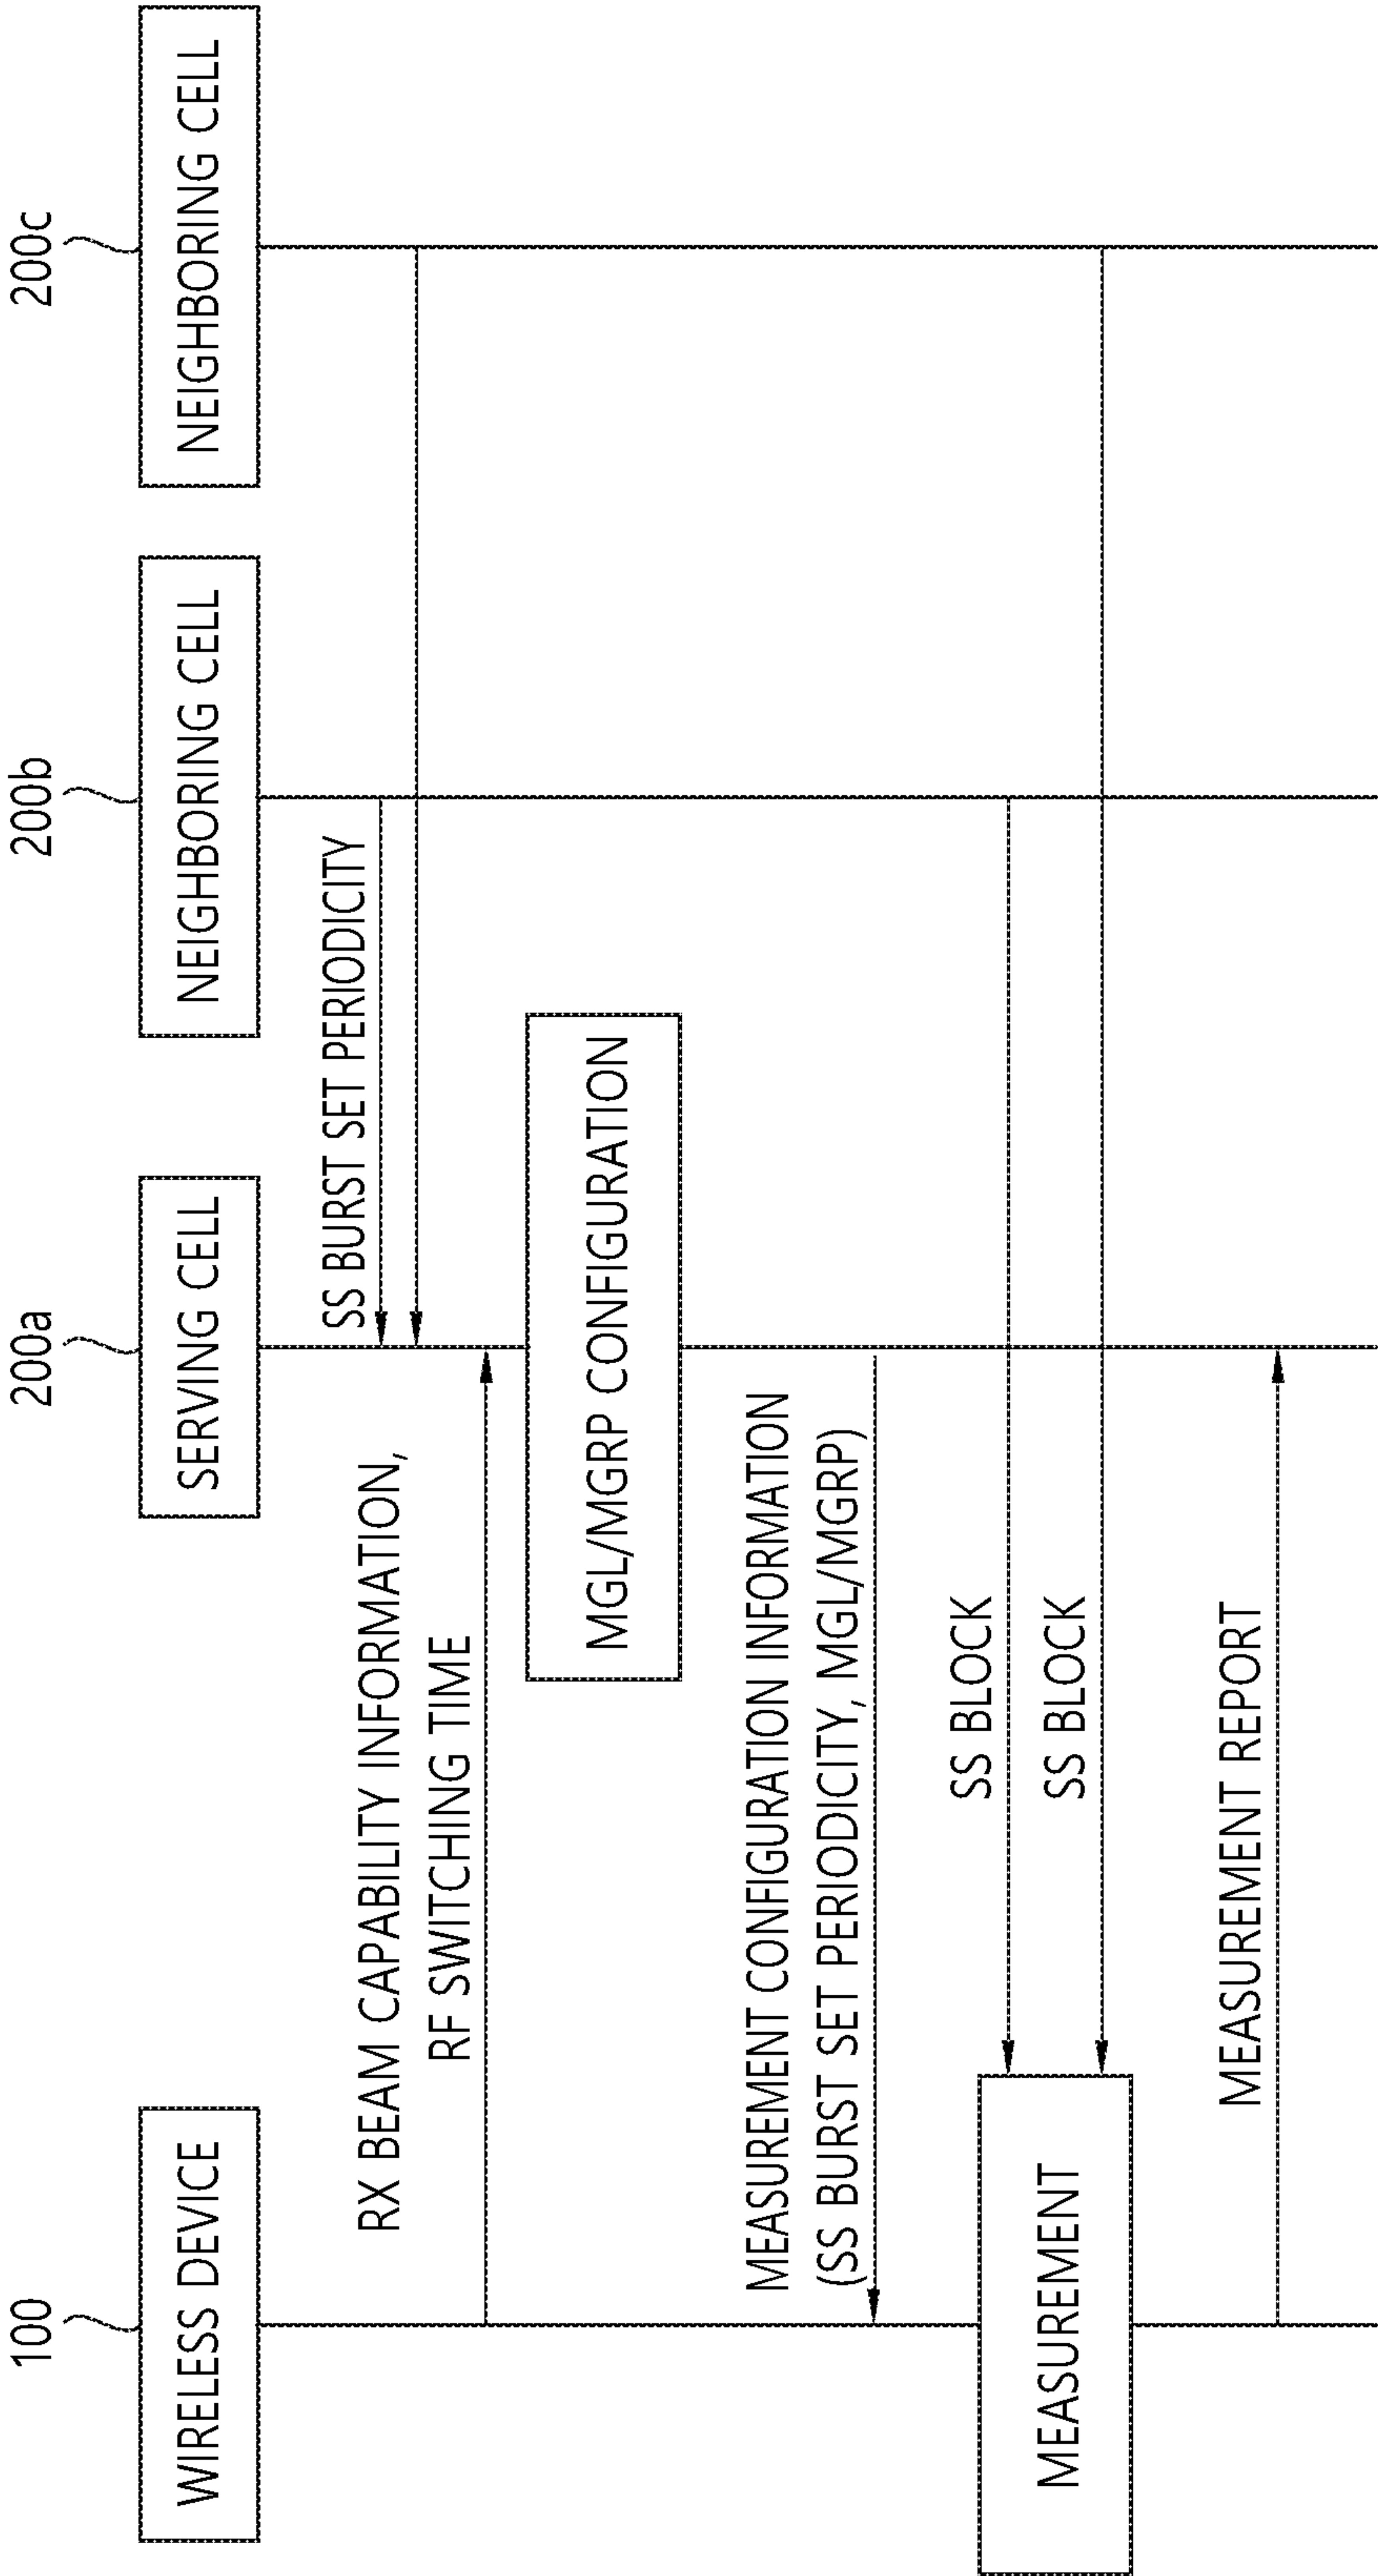 100
200a
200b
200c
WIRELESS DEVICE
SERVING CELL
NEIGHBORING CELL
NEIGHBORING CELL
SS BURST SET PERIODICITY
RX BEAM CAPABILITY INFORMATION,
RF SWITCHING TIME
MGL/MGRP CONFIGURATION
MEASUREMENT CONFIGURATION INFORMATION
(SS BURST SET PERIODICITY, MGL/MGRP)
SS BLOCK
SS BLOCK
MEASUREMENT
MEASUREMENT REPORT